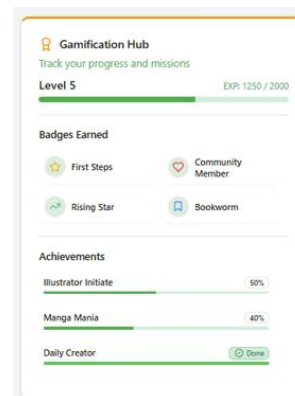 Gamification Hub
Track your progress and missions
Level 5 EXP: 1250 / 2000
Badges Earned
First Steps
Community
Member
Rising Star
Bookworm
Achievements
Illustrator Initiate 50%
Manga Mania 40%
Daily Creator Done